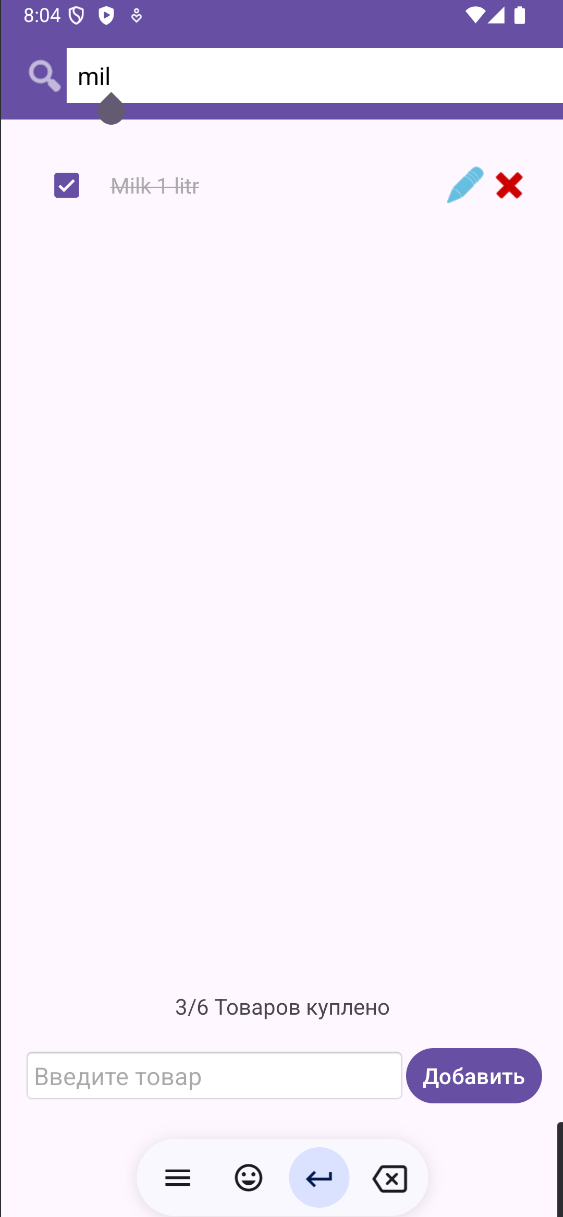 8:04
mil
Milk 1 litr
3/6 Товаров куплено
Введите товар
Добавить